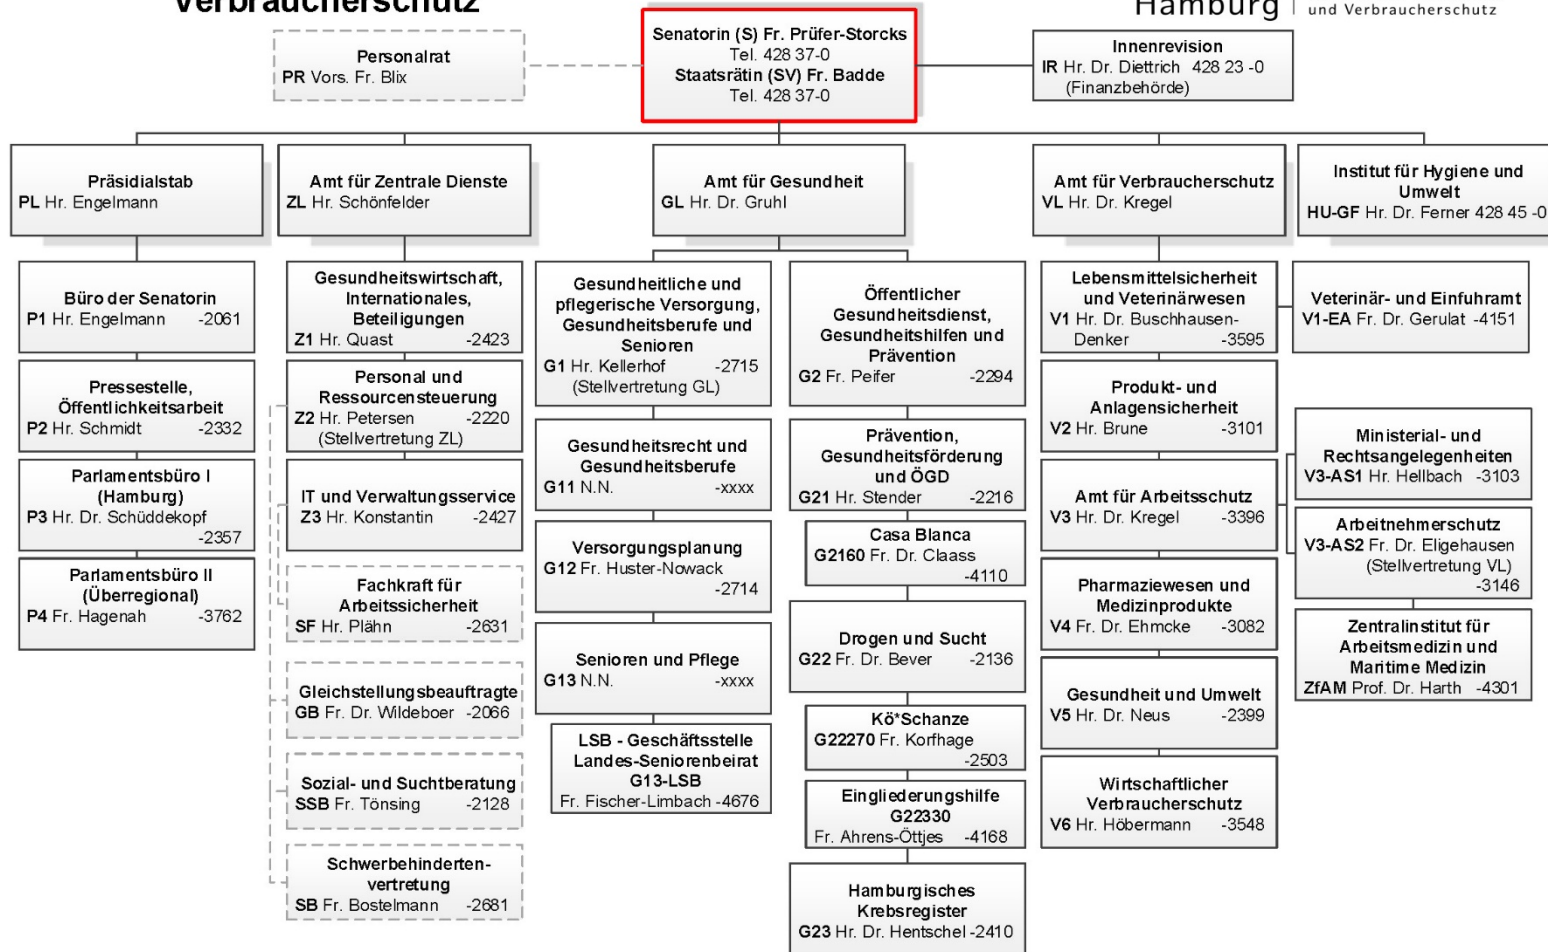 Verbraucherschutz
Hamburg
und Verbraucherschutz
Personalrat
PR Vors. Fr. Blix
Senatorin (S) Fr. Prüfer-Storcks
Tel. 428 37-0
Staatsrätin (SV) Fr. Badde
Tel. 428 37-0
Innenrevision
IR Hr. Dr. Diettrich 428 23 -0
(Finanzbehörde)
Präsidialstab
PL Hr. Engelmann
Amt für Zentrale Dienste
ZL Hr. Schönfelder
Amt für Gesundheit
GL Hr. Dr. Gruhl
Amt für Verbraucherschutz
VL Hr. Dr. Kregel
Institut für Hygiene und
Umwelt
HU-GF Hr. Dr. Ferner 428 45 -0
Büro der Senatorin
P1 Hr. Engelmann -2061
Pressestelle,
Öffentlichkeitsarbeit
P2 Hr. Schmidt -2332
Parlamentsbüro I
(Hamburg)
P3 Hr. Dr. Schüddekopf
-2357
Parlamentsbüro II
(Überregional)
P4 Fr. Hagenah -3762
Gesundheitswirtschaft,
Internationales,
Beteiligungen
Z1 Hr. Quast -2423
Personal und
Ressourcensteuerung
Z2 Hr. Petersen -2220
(Stellvertretung ZL)
IT und Verwaltungsservice
Z3 Hr. Konstantin -2427
Fachkraft für
Arbeitssicherheit
SF Hr. Plähn -2631
Gleichstellungsbeauftragte
GB Fr. Dr. Wildeboer -2066
Sozial- und Suchtberatung
SSB Fr. Tönsing -2128
Schwerbehinderten-
vertretung
SB Fr. Bostelmann -2681
Gesundheitliche und
pflegerische Versorgung,
Gesundheitsberufe und
Senioren
G1 Hr. Kellerhof -2715
(Stellvertretung GL)
Gesundheitsrecht und
Gesundheitsberufe
G11 N.N. -xxxx
Versorgungsplanung
G12 Fr. Huster-Nowack
-2714
Senioren und Pflege
G13 N.N. -xxxx
LSB - Geschäftsstelle
Landes-Seniorenbeirat
G13-LSB
Fr. Fischer-Limbach -4676
Öffentlicher
Gesundheitsdienst,
Gesundheitshilfen und
Prävention
G2 Fr. Peifer -2294
Prävention,
Gesundheitsförderung
und ÖGD
G21 Hr. Stender -2216
Casa Blanca
G2160 Fr. Dr. Claass
-4110
Drogen und Sucht
G22 Fr. Dr. Bever -2136
Kö*Schanze
G22270 Fr. Korfhage
-2503
Eingliederungshilfe
G22330
Fr. Ahrens-Öttjes -4168
Hamburgisches
Krebsregister
G23 Hr. Dr. Hentschel -2410
Lebensmittelsicherheit
und Veterinärwesen
V1 Hr. Dr. Buschhausen-
Denker -3595
Produkt- und
Anlagensicherheit
V2 Hr. Brune -3101
Amt für Arbeitsschutz
V3 Hr. Dr. Kregel -3396
Pharmaziewesen und
Medizinprodukte
V4 Fr. Dr. Ehmcke -3082
Gesundheit und Umwelt
V5 Hr. Dr. Neus -2399
Wirtschaftlicher
Verbraucherschutz
V6 Hr. Höbermann -3548
Veterinär- und Einfuhramt
V1-EA Fr. Dr. Gerulat -4151
Ministerial- und
Rechtsangelegenheiten
V3-AS1 Hr. Hellbach -3103
Arbeitnehmerschutz
V3-AS2 Fr. Dr. Eligehausen
(Stellvertretung VL)
-3146
Zentralinstitut für
Arbeitsmedizin und
Maritime Medizin
ZfAM Prof. Dr. Harth -4301